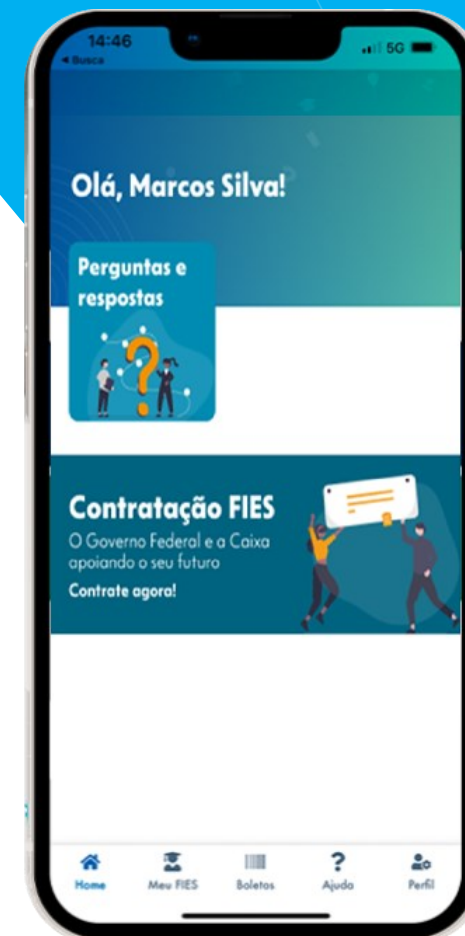 14:46
5G
Busca
Olá, Marcos Silva!
Perguntas e
respostas
Contratação FIES
O Governo Federal e a Caixa
apoiando o seu futuro
Contrate agora!
Home
Meu FIES
Boletos
Ajuda
Perfil